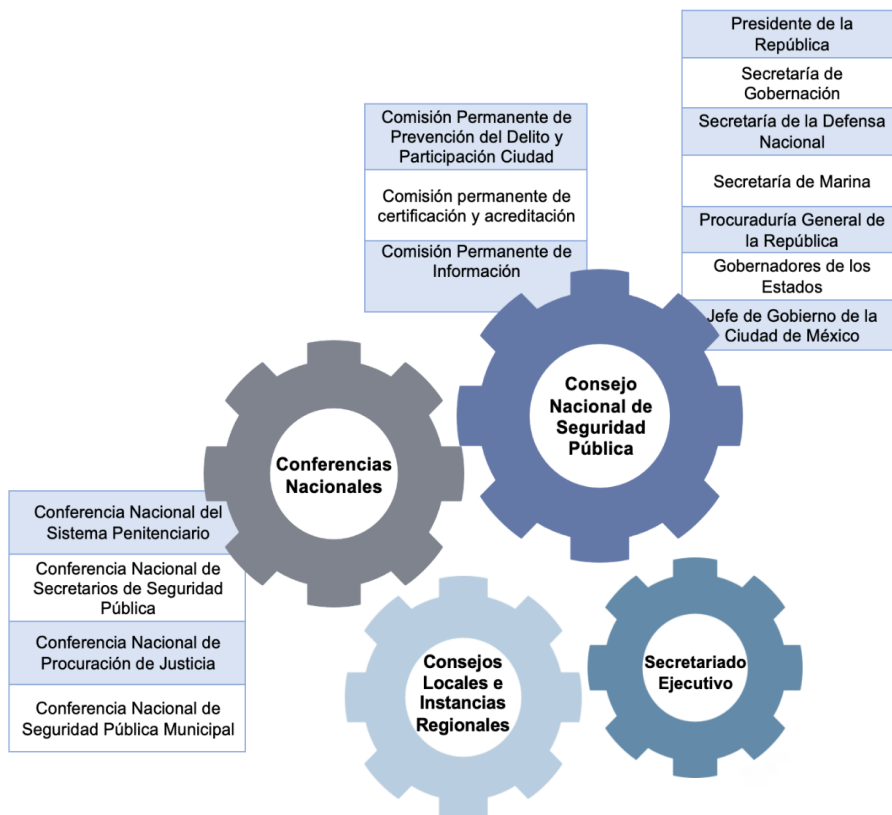 Presidente de la
República
Secretaría de
Gobernación
Secretaría de la Defensa
Nacional
Secretaría de Marina
Procuraduría General de
la República
Gobernadores de los
Estados
Jefe de Gobierno de la
Ciudad de México
Comisión Permanente de
Prevención del Delito y
Participación Ciudad
Comisión permanente de
certificación y acreditación
Comisión Permanente de
Información
Consejo
Nacional de
Seguridad
Pública
Conferencias
Nacionales
Conferencia Nacional del
Sistema Penitenciario
Conferencia Nacional de
Secretarios de Seguridad
Pública
Conferencia Nacional de
Procuración de Justicia
Conferencia Nacional de
Seguridad Pública Municipal
Consejos
Locales e
Instancias
Regionales
Secretariado
Ejecutivo